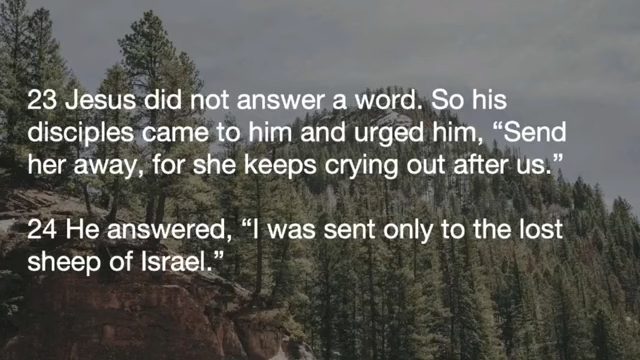 23 Jesus did not answer a word. So his
disciples came to him and urged him, “Send
her away, for she keeps crying out after us.”
24 He answered, “I was sent only to the lost
sheep of Israel.”